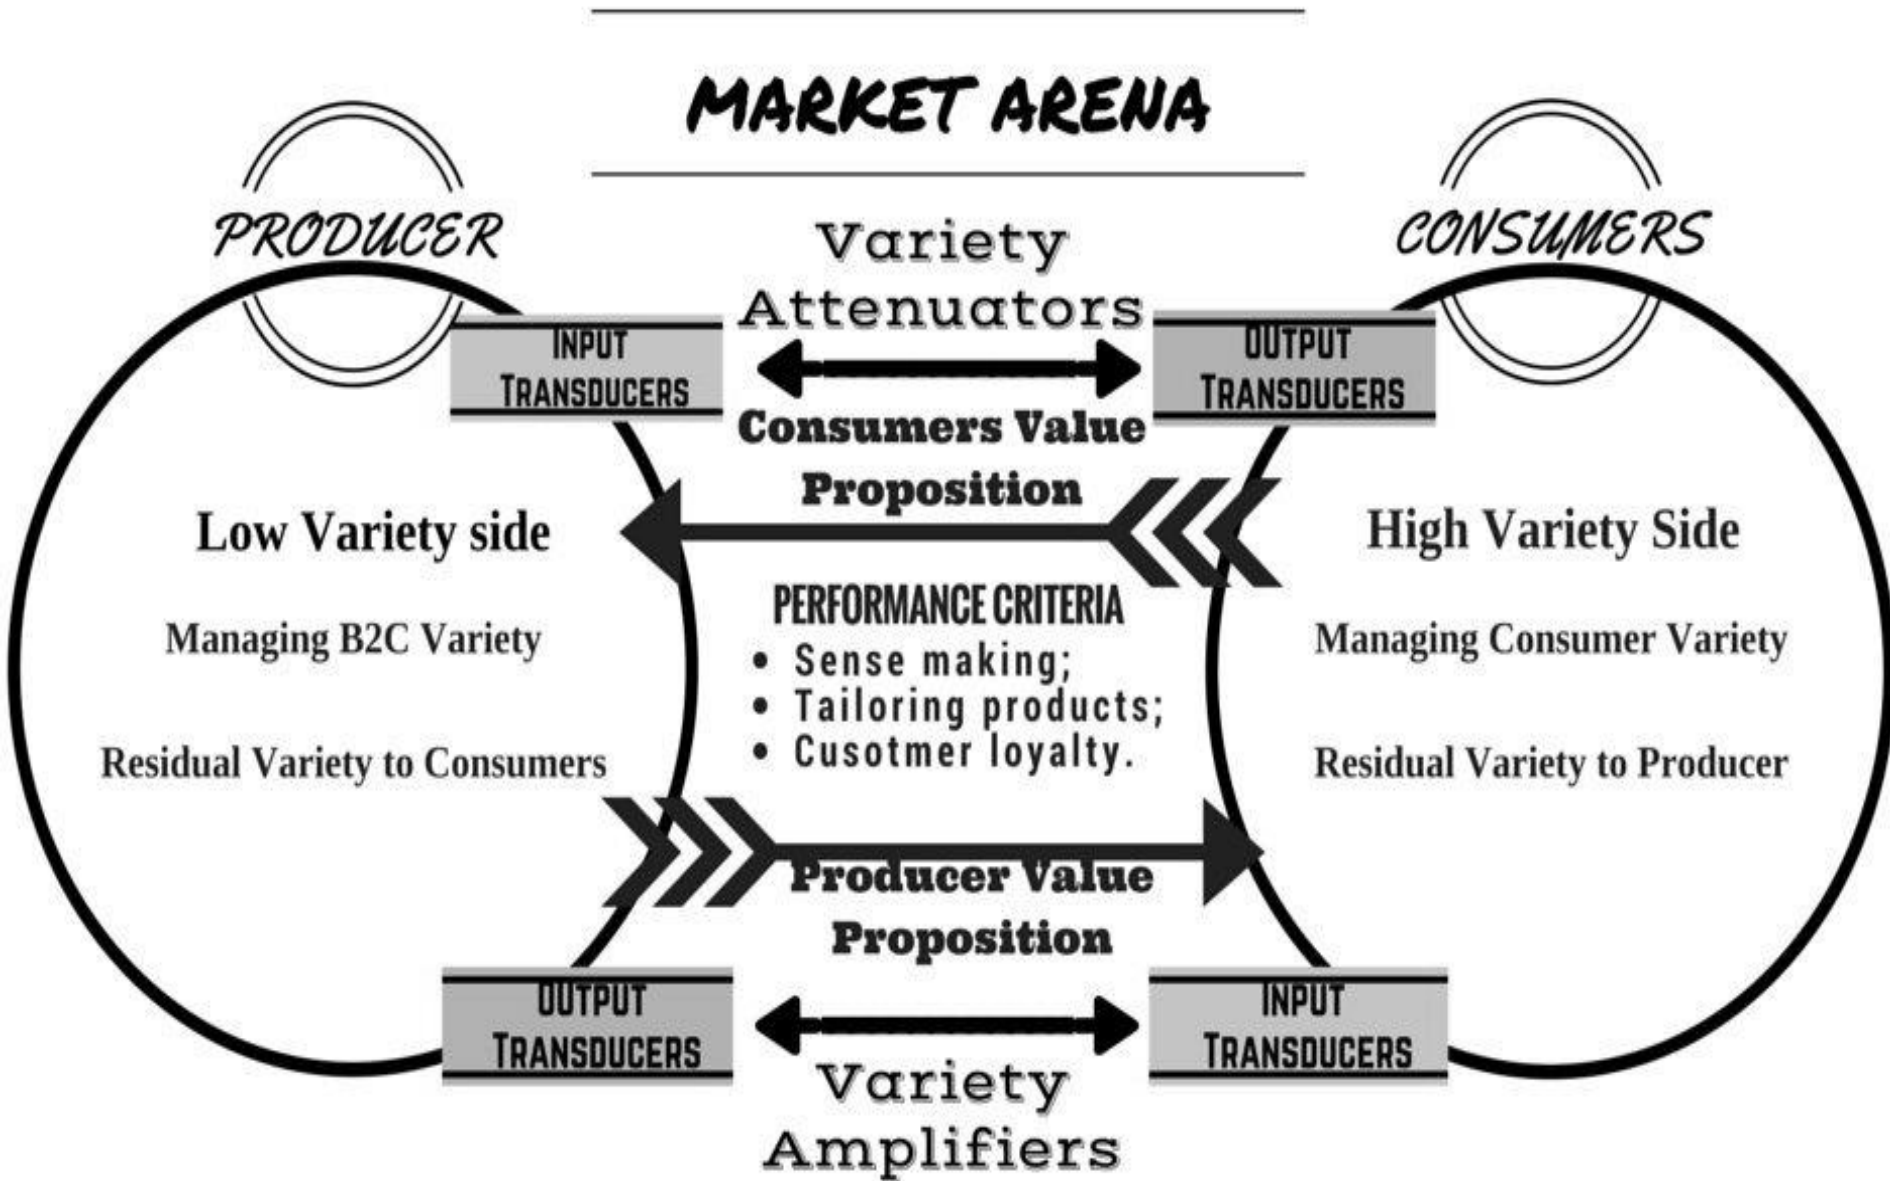 MARKET ARENA
PRODUCER
CONSUMERS
Variety
Attenuators
INPUT
TRANSDUCERS
OUTPUT
TRANSDUCERS
Consumers Value
Proposition
Low Variety side
Managing B2C Variety
Residual Variety to Consumers
PERFORMANCE CRITERIA
• Sense making;
• Tailoring products;
• Cusotmer loyalty.
High Variety Side
Managing Consumer Variety
Residual Variety to Producer
Producer Value
Proposition
OUTPUT
TRANSDUCERS
INPUT
TRANSDUCERS
Variety
Amplifiers